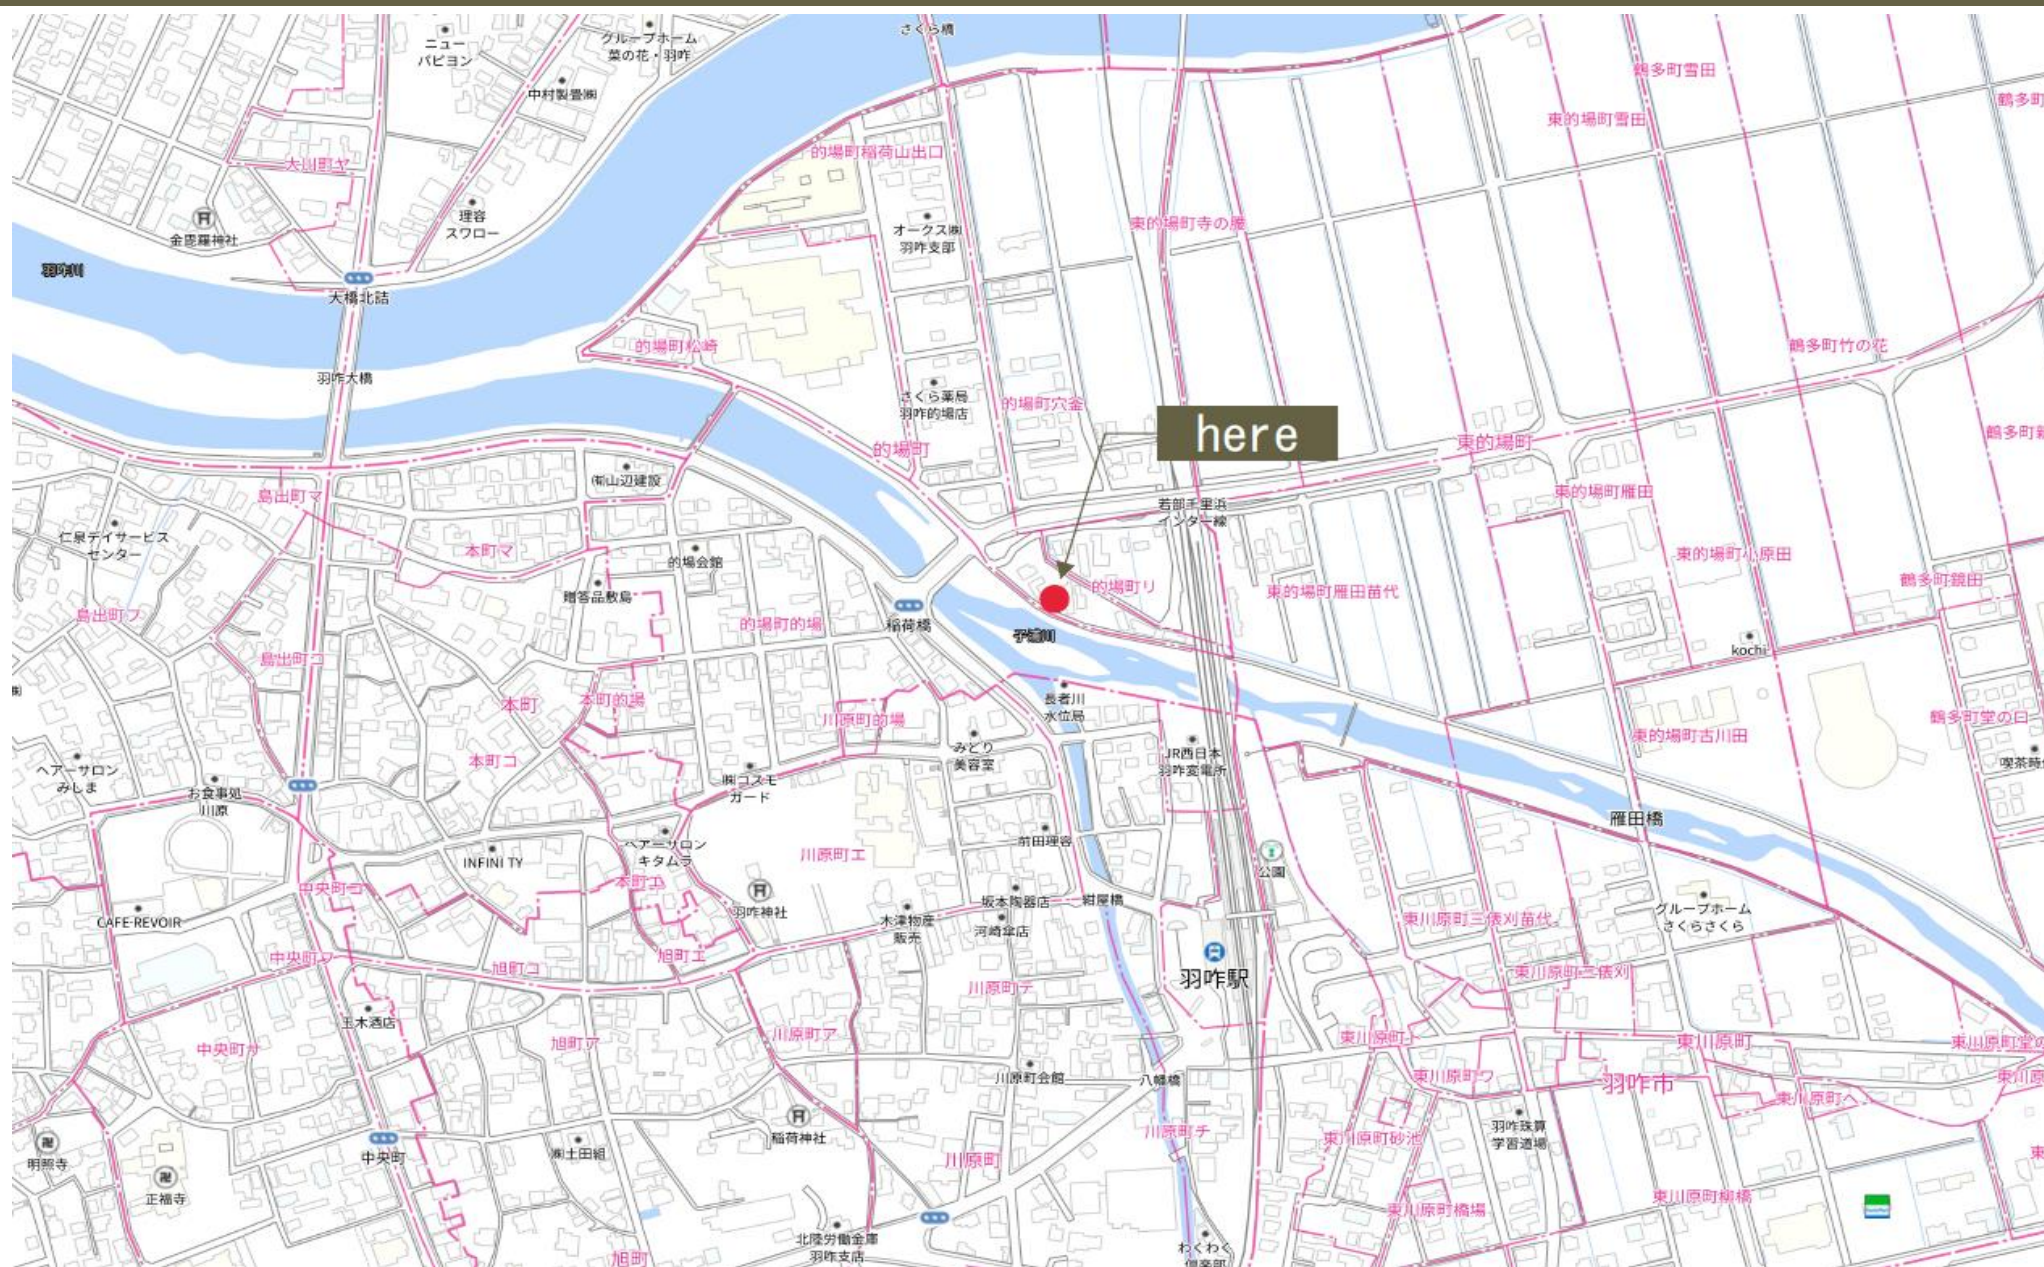 さくら橋
ニュー
パピヨン
グループホーム
菜の花・羽咋
中村製畳㈱
鶴多町雪田
東的場町雪田
鶴多町
大川町ヤ
的場町稲荷山出口
理容
スワロー
金毘羅神社
オークス㈱
羽咋支部
東的場町寺の腰
羽咋川
大橋北詰
的場町松崎
鶴多町竹の花
羽咋大橋
さくら薬局
羽咋的場店
的場町穴釜
here
的場町
東的場町
㈲山辺建設
島出町マ
東的場町雁田
若部千里浜
インター線
仁泉デイサービス
センター
本町マ
的場会館
東的場町小原田
鶴多町鏡田
贈答品敷島
的場町リ
東的場町雁田苗代
島出町フ
的場町的場
稲荷橋
子浦川
kochi
島出町コ
本町
本町的場
川原町的場
長者川
水位局
鶴多町堂の口
東的場町古川田
みどり
美容室
JR西日本
羽咋変電所
本町コ
ヘアーサロン
みしま
㈱コスモ
ガード
お食事処
川原
雁田橋
INFINI TY
ヘアーサロン
キタムラ
川原町エ
前田理容
公園
中央町コ
本町エ
羽咋神社
坂本陶器店
紺屋橋
CAFE-REVOIR
木津物産
販売
河崎傘店
東川原町三俵刈苗代
グループホーム
さくらさくら
中央町フ
旭町コ
旭町エ
東川原町三俵刈
羽咋駅
川原町テ
玉木酒店
中央町サ
旭町ア
川原町ア
東川原町
川原町会館
八幡橋
東川原町ワ
羽咋市
東川原町へ
稲荷神社
川原町チ
東川原町砂池
羽咋珠算
学習道場
明照寺
中央町
㈱土田組
川原町
正福寺
東川原町柳橋
東川原町橋場
北陸労働金庫
羽咋支店
旭町
わくわく
倶楽部